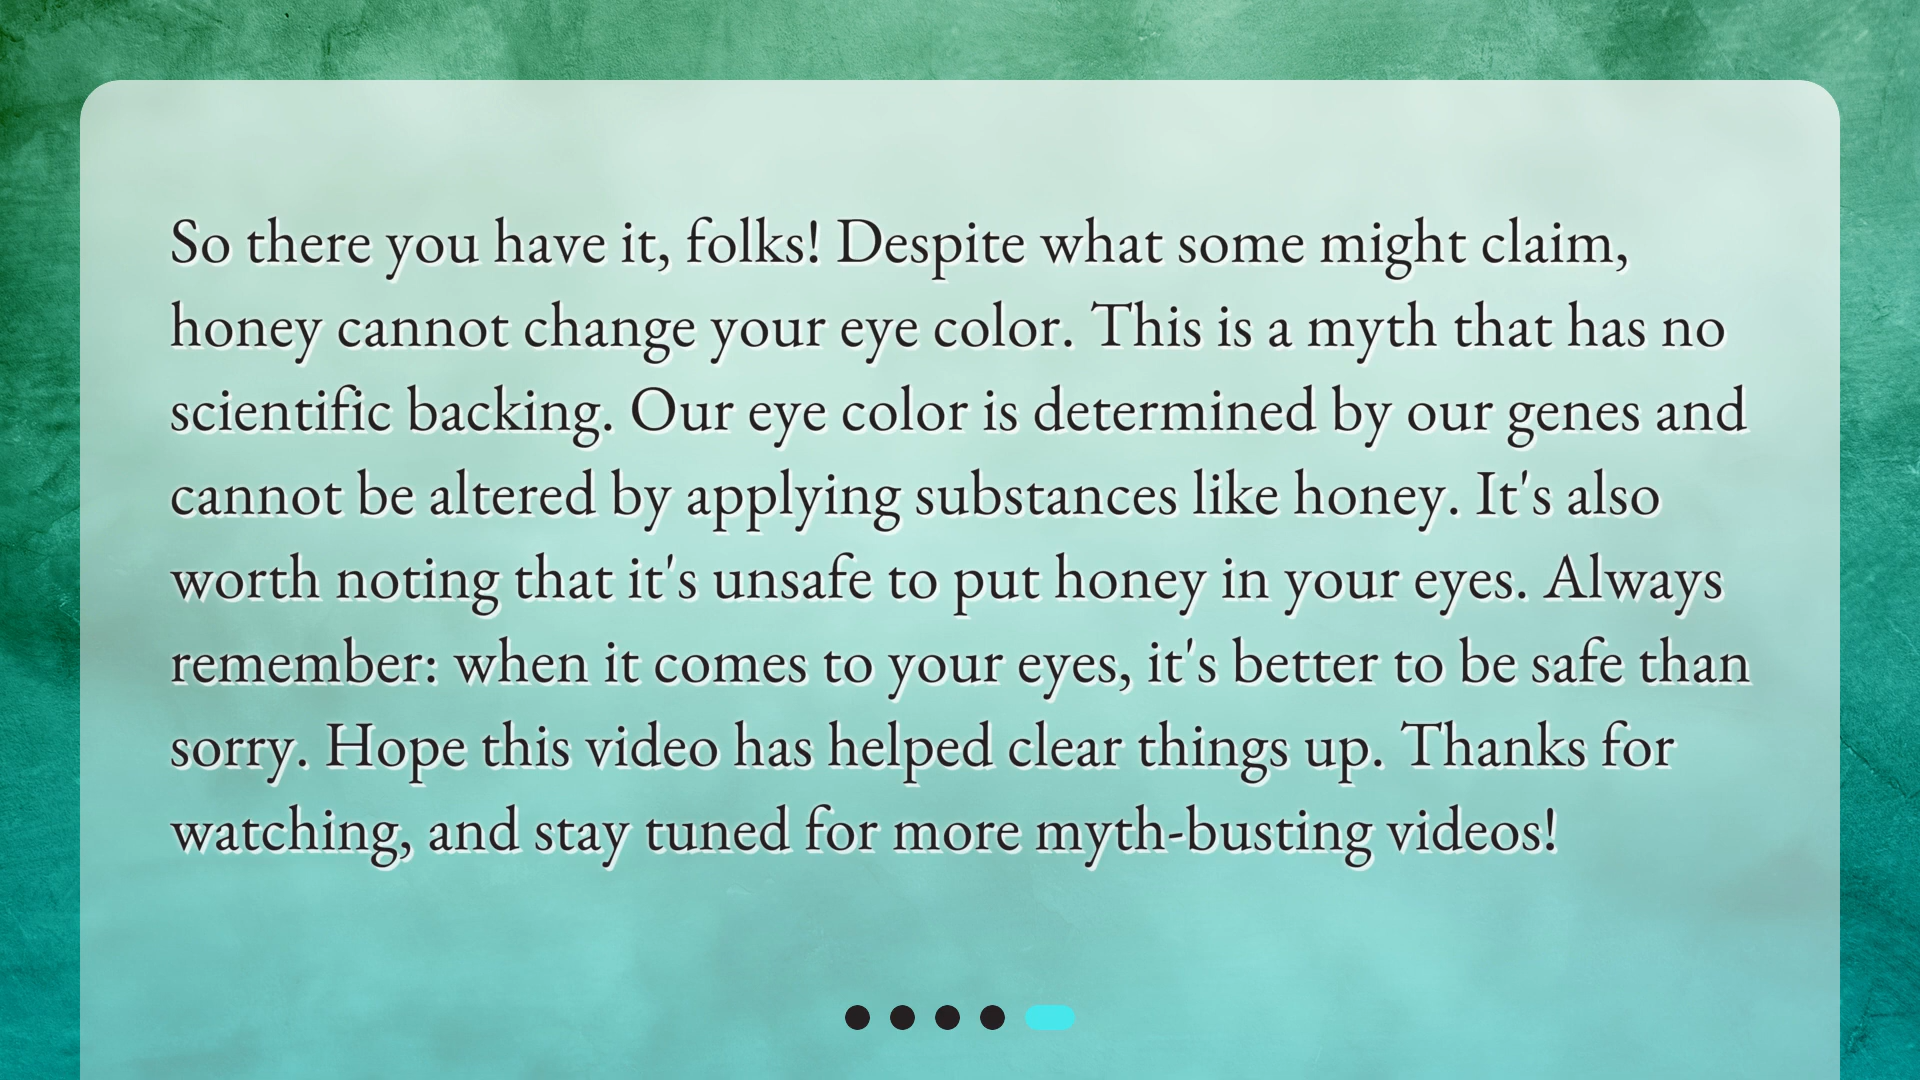 So there you have it, folks! Despite what some might claim,
honey cannot change your eye color. This is a myth that has no
scientific backing. Our eye color is determined by our genes and
cannot be altered by applying substances like honey. It's also
worth noting that it's unsafe to put honey in your eyes. Always
remember: when it comes to your eyes, it's better to be safe than
sorry. Hope this video has helped clear things up. Thanks for
watching, and stay tuned for more myth-busting videos!